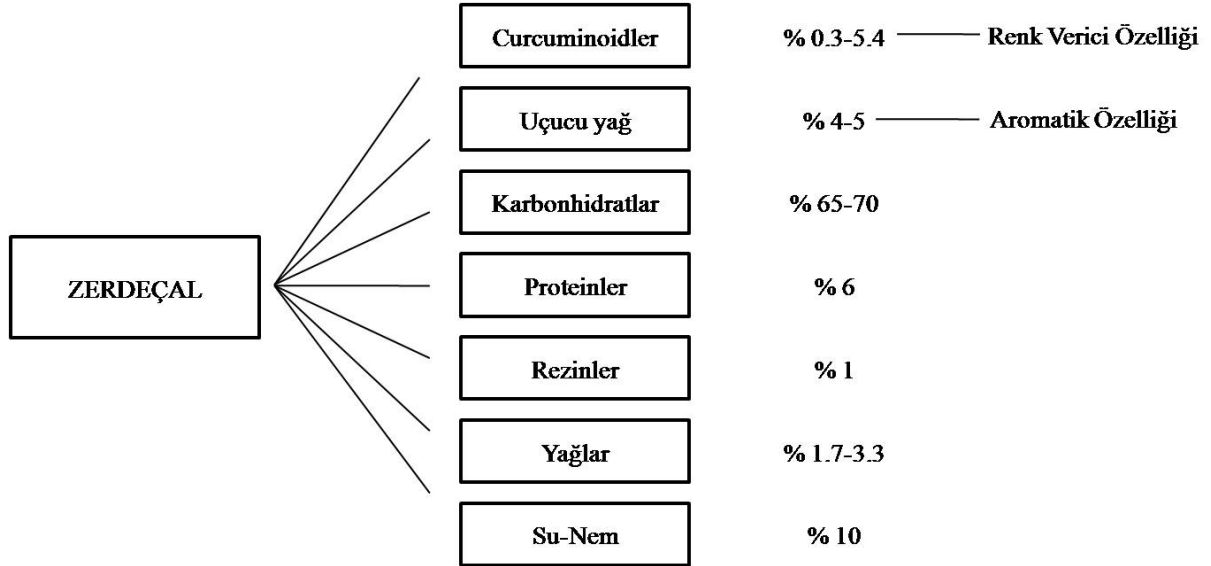 Curcuminoidler % 0.3-5.4 Renk Verici Özelliği
Uçucu yağ % 4-5 Aromatik Özelliği
Karbonhidratlar % 65-70
ZERDEÇAL Proteinler % 6
Rezinler % 1
Yağlar % 1.7-3.3
Su-Nem % 10